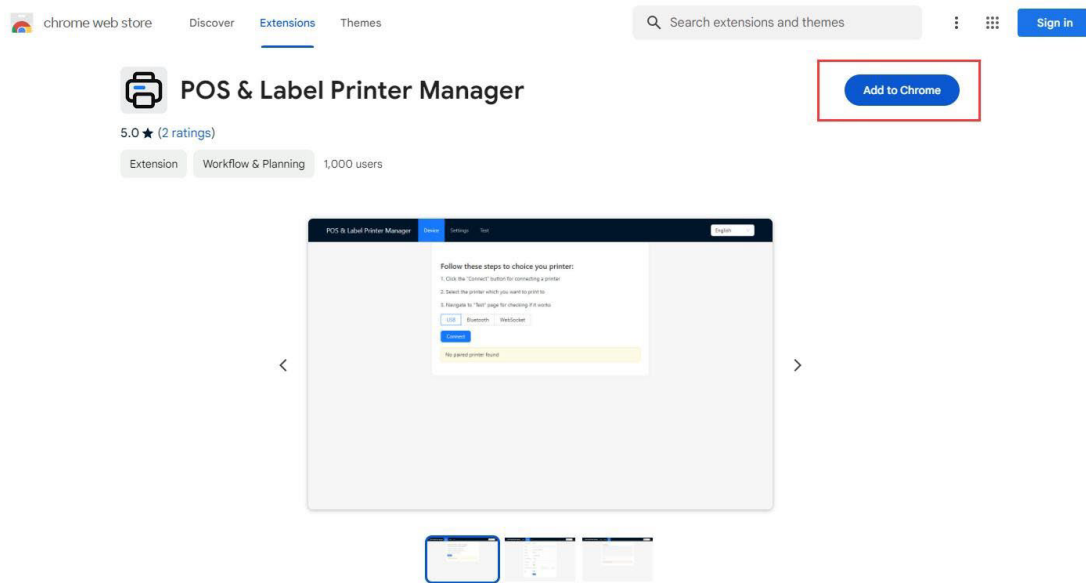 chrome web store Discover Extensions Themes Search extensions and themes Sign in
POS & Label Printer Manager Add to Chrome
5.0 ★ (2 ratings)
Extension Workflow & Planning 1,000 users
POS & Label Printer Manager Device Settings Test English
Follow these steps to choice you printer:
1. Click the "Connect" button for connecting a printer
2. Select the printer which you want to print to
3. Navigate to "Test" page for checking if it works
USB Bluetooth WebSocket
Connect
No paired printer found